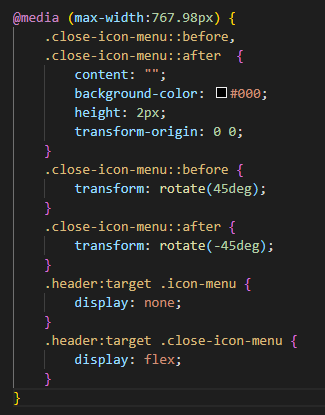 @media (max-width:767.98px) {
.close-icon-menu::before,
.close-icon-menu::after  {
content: "";
background-color: #000;
height: 2px;
transform-origin: 0 0;
}
.close-icon-menu::before {
transform: rotate(45deg);
}
.close-icon-menu::after {
transform: rotate(-45deg);
}
.header:target .icon-menu {
display: none;
}
.header:target .close-icon-menu {
display: flex;
}
}